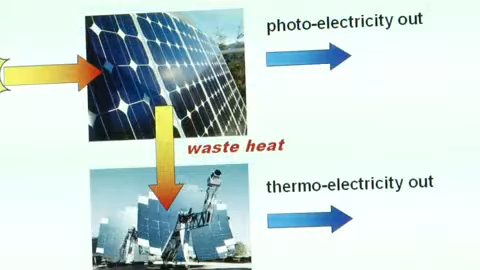 photo-electricity out
waste heat
thermo-electricity out